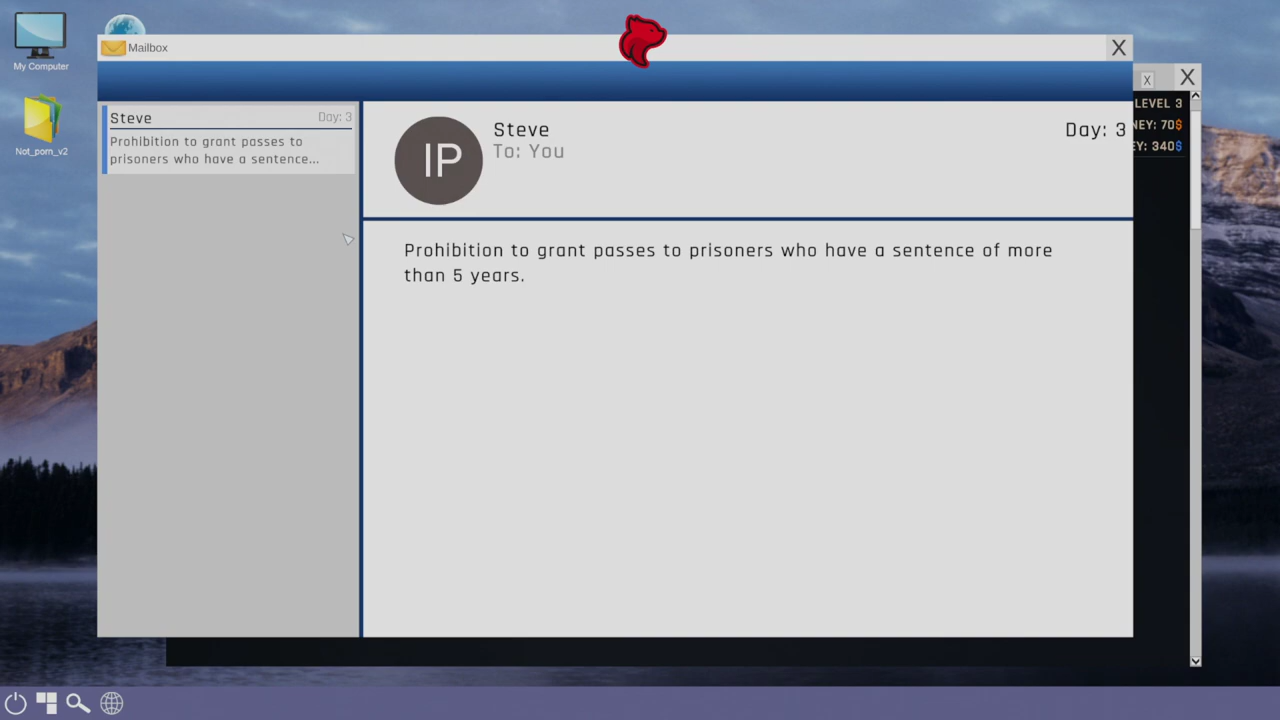 My Computer
Not_porn_v2
Mailbox
X
X
X
Steve
Day: 3
Prohibition to grant passes to
prisoners who have a sentence...
IP
Steve
To: You
Day: 3
Prohibition to grant passes to prisoners who have a sentence of more
than 5 years.
LEVEL 3
NEY: 70$
EY: 340$